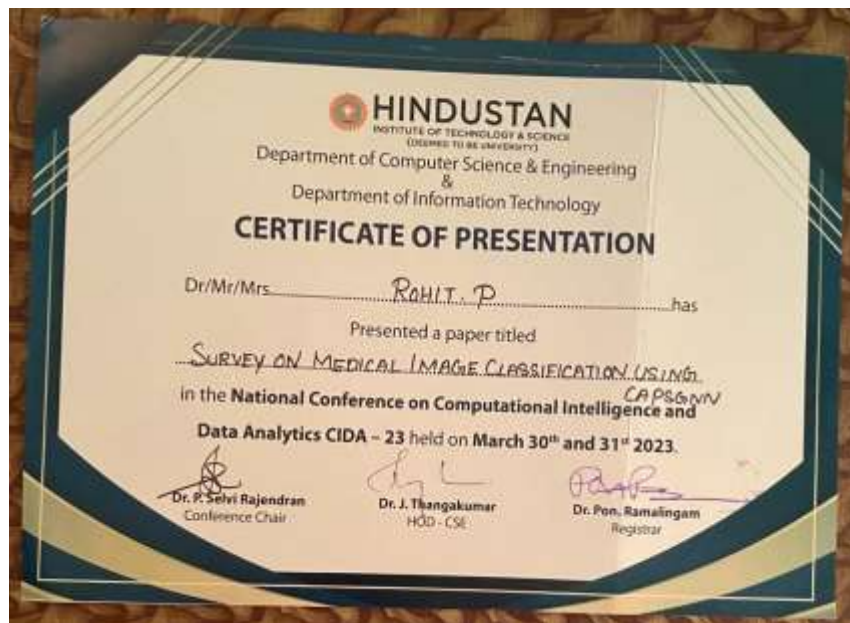 HINDUSTAN
INSTITUTE OF TECHNOLOGY & SCIENCE
(DEEMED TO BE UNIVERSITY)
Department of Computer Science & Engineering
&
Department of Information Technology
CERTIFICATE OF PRESENTATION
Dr/Mr/Mrs ROHIT. P has
Presented a paper titled
SURVEY ON MEDICAL IMAGE CLASSIFICATION USING
CAPSGNN
in the National Conference on Computational Intelligence and
Data Analytics CIDA – 23 held on March 30th and 31st 2023.
Dr. P. Selvi Rajendran
Conference Chair
Dr. J. Thangakumar
HOD - CSE
Dr. Pon. Ramalingam
Registrar